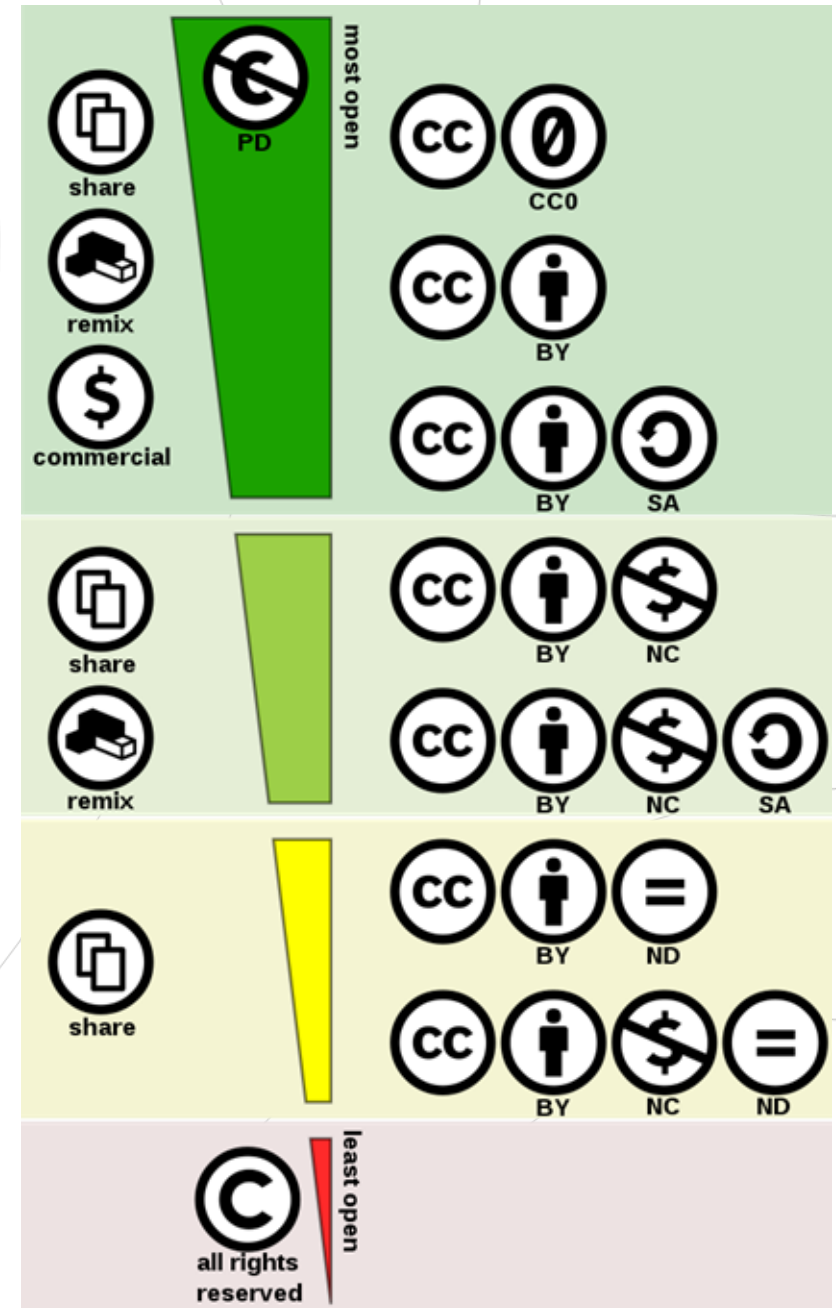 most open
PD
share
cc 0
CC0
remix
cc
BY
$
commercial
cc
BY SA
share
cc $
BY NC
remix
cc $
BY NC SA
share
cc =
BY ND
cc $ =
BY NC ND
least open
C
all rights
reserved